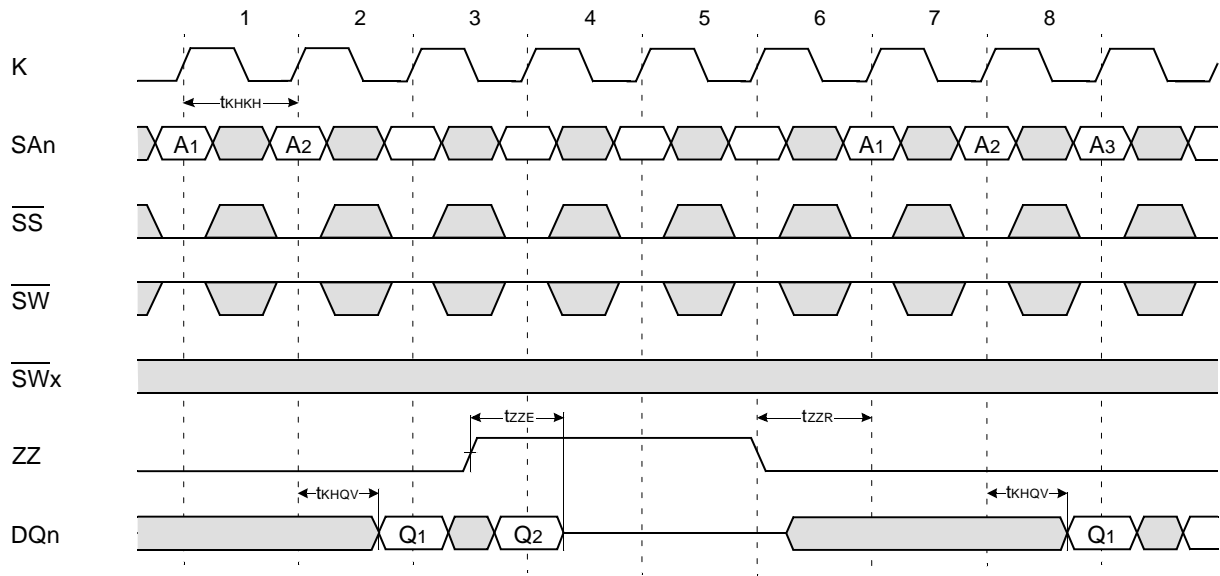 1 2 3 4 5 6 7 8
K
tKHKH
SAn A1 A2 A1 A2 A3
SS
SW
SWx
tZZE tZZR
ZZ
tKHQV tKHQV
DQn Q1 Q2 Q1